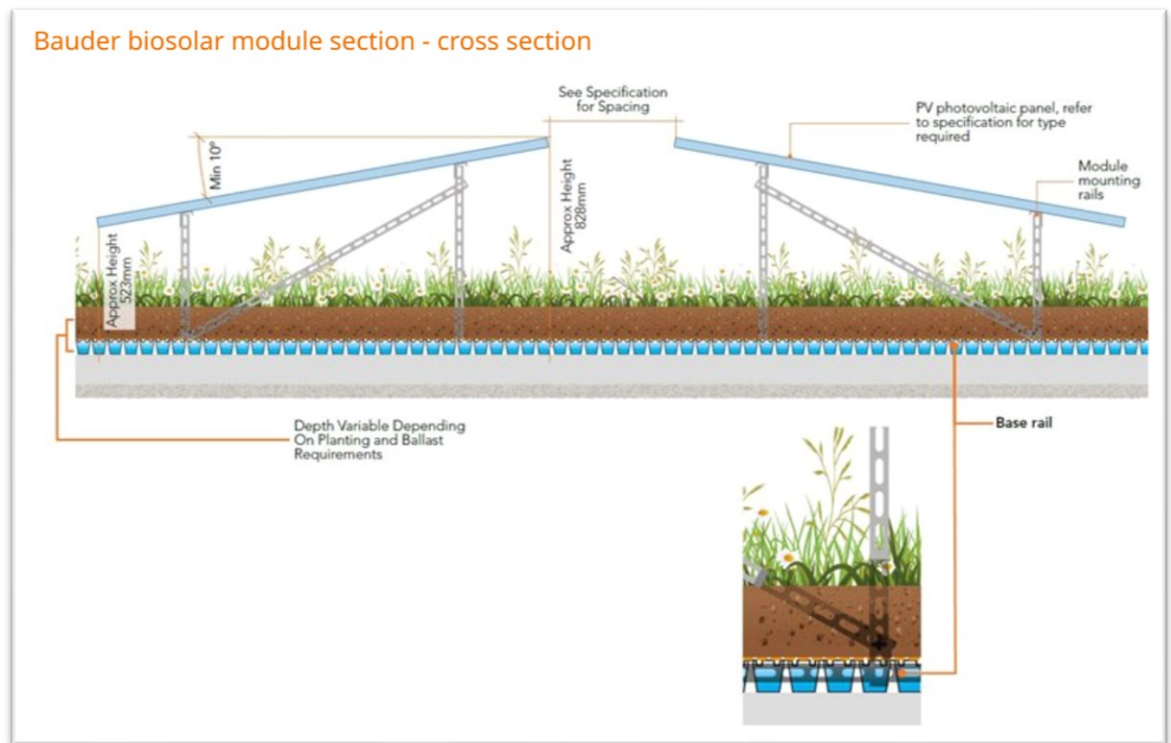 Bauder biosolar module section - cross section
See Specification
for Spacing
PV photovoltaic panel, refer
to specification for type
required
Min 10°
Module
mounting
rails
Approx Height
828mm
Approx Height
523mm
Depth Variable Depending
On Planting and Ballast
Requirements
Base rail